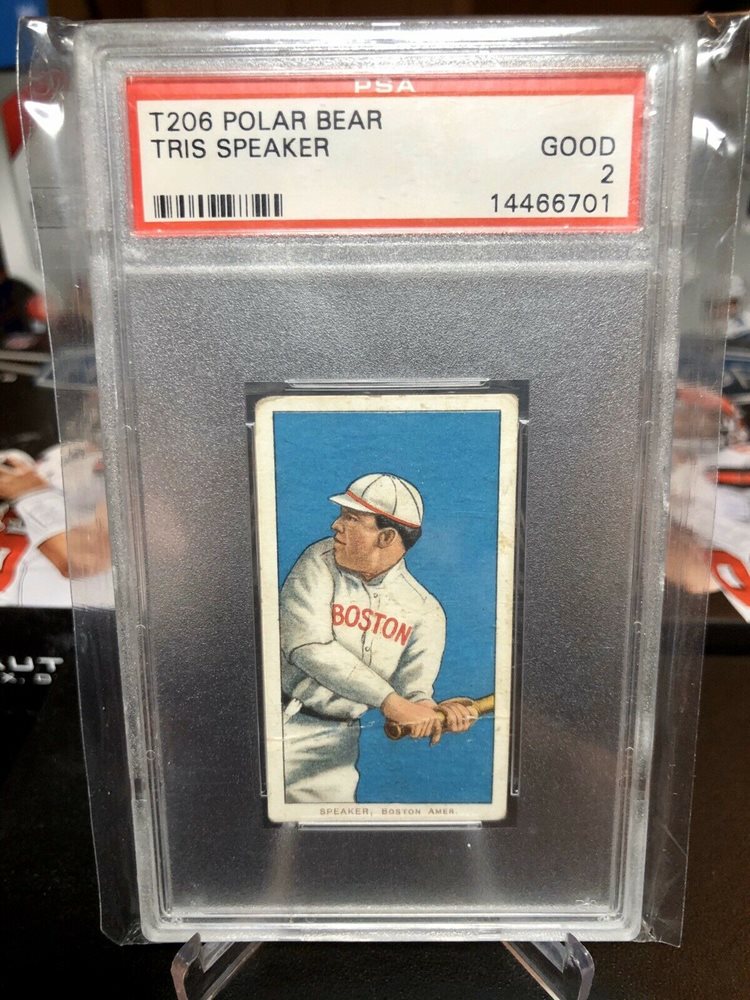 PSA
T206 POLAR BEAR
TRIS SPEAKER
GOOD
2
14466701
BOSTON
SPEAKER, BOSTON AMER.